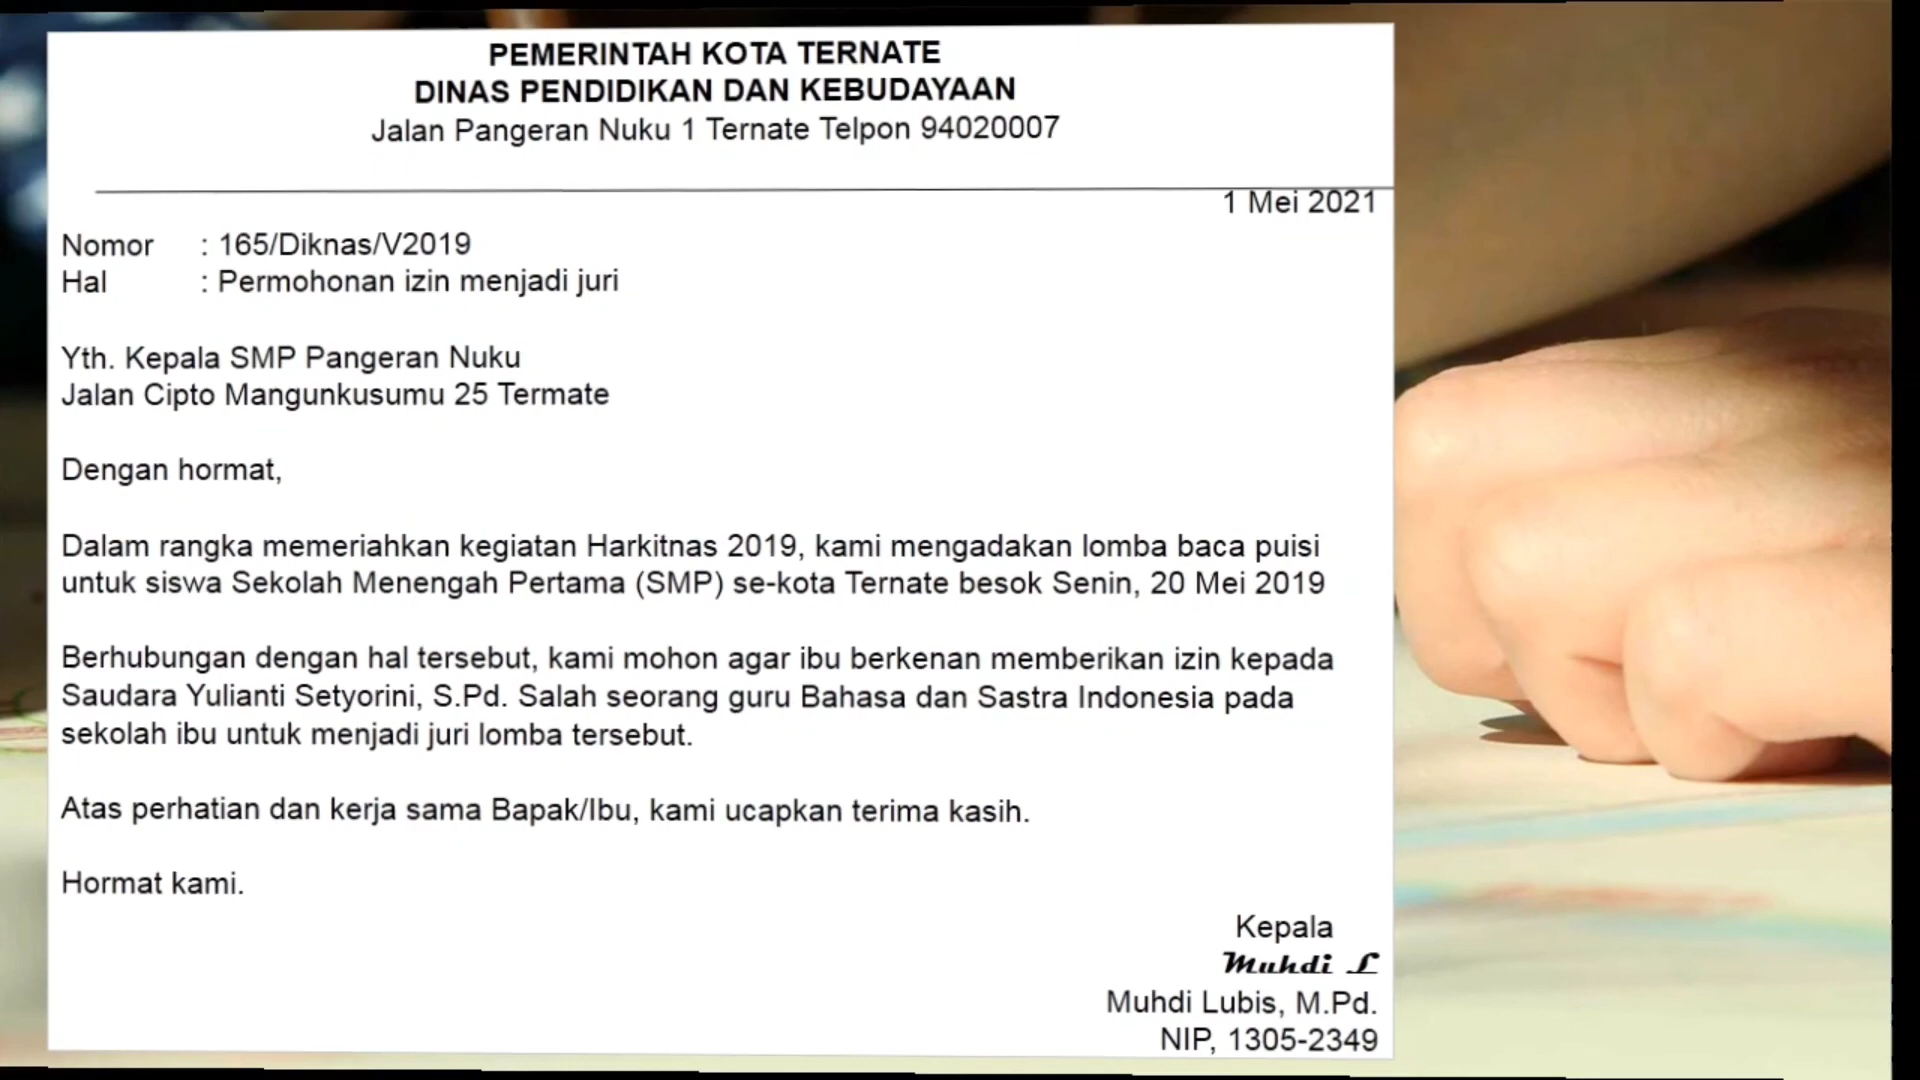 PEMERINTAH KOTA TERNATE
DINAS PENDIDIKAN DAN KEBUDAYAAN
Jalan Pangeran Nuku 1 Ternate Telpon 94020007
1 Mei 2021
Nomor : 165/Diknas/V2019
Hal : Permohonan izin menjadi juri
Yth. Kepala SMP Pangeran Nuku
Jalan Cipto Mangunkusumu 25 Termate
Dengan hormat,
Dalam rangka memeriahkan kegiatan Harkitnas 2019, kami mengadakan lomba baca puisi
untuk siswa Sekolah Menengah Pertama (SMP) se-kota Ternate besok Senin, 20 Mei 2019
Berhubungan dengan hal tersebut, kami mohon agar ibu berkenan memberikan izin kepada
Saudara Yulianti Setyorini, S.Pd. Salah seorang guru Bahasa dan Sastra Indonesia pada
sekolah ibu untuk menjadi juri lomba tersebut.
Atas perhatian dan kerja sama Bapak/Ibu, kami ucapkan terima kasih.
Hormat kami.
Kepala
Muhdi L
Muhdi Lubis, M.Pd.
NIP, 1305-2349